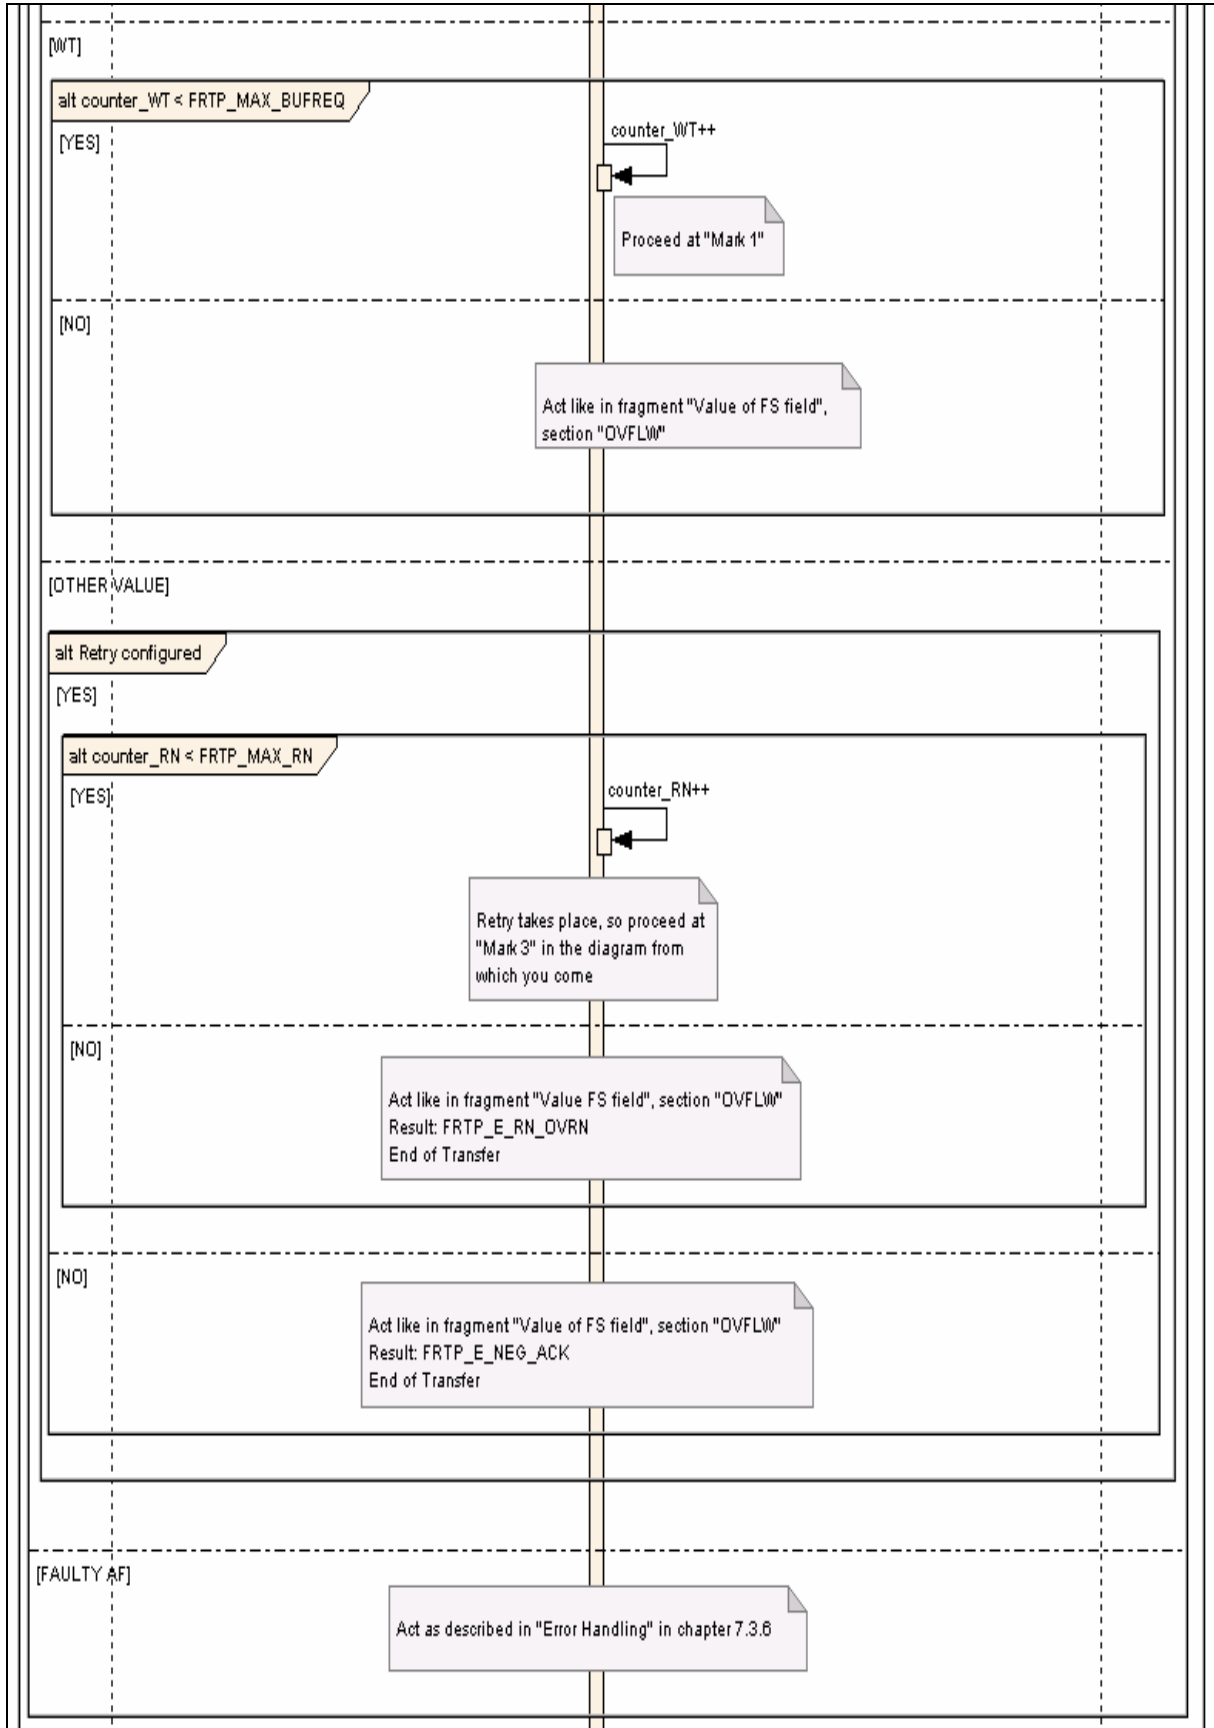 [WT]
alt counter_WT < FRTP_MAX_BUFREQ
[YES]
counter_WT++
Proceed at "Mark 1"
[NO]
Act like in fragment "Value of FS field",
section "OVFLW"
[OTHER VALUE]
alt Retry configured
[YES]
alt counter_RN < FRTP_MAX_RN
[YES]
counter_RN++
Retry takes place, so proceed at
"Mark 3" in the diagram from
which you come
[NO]
Act like in fragment "Value FS field", section "OVFLW"
Result: FRTP_E_RN_OVRN
End of Transfer
[NO]
Act like in fragment "Value of FS field", section "OVFLW"
Result: FRTP_E_NEG_ACK
End of Transfer
[FAULTY AF]
Act as described in "Error Handling" in chapter 7.3.6